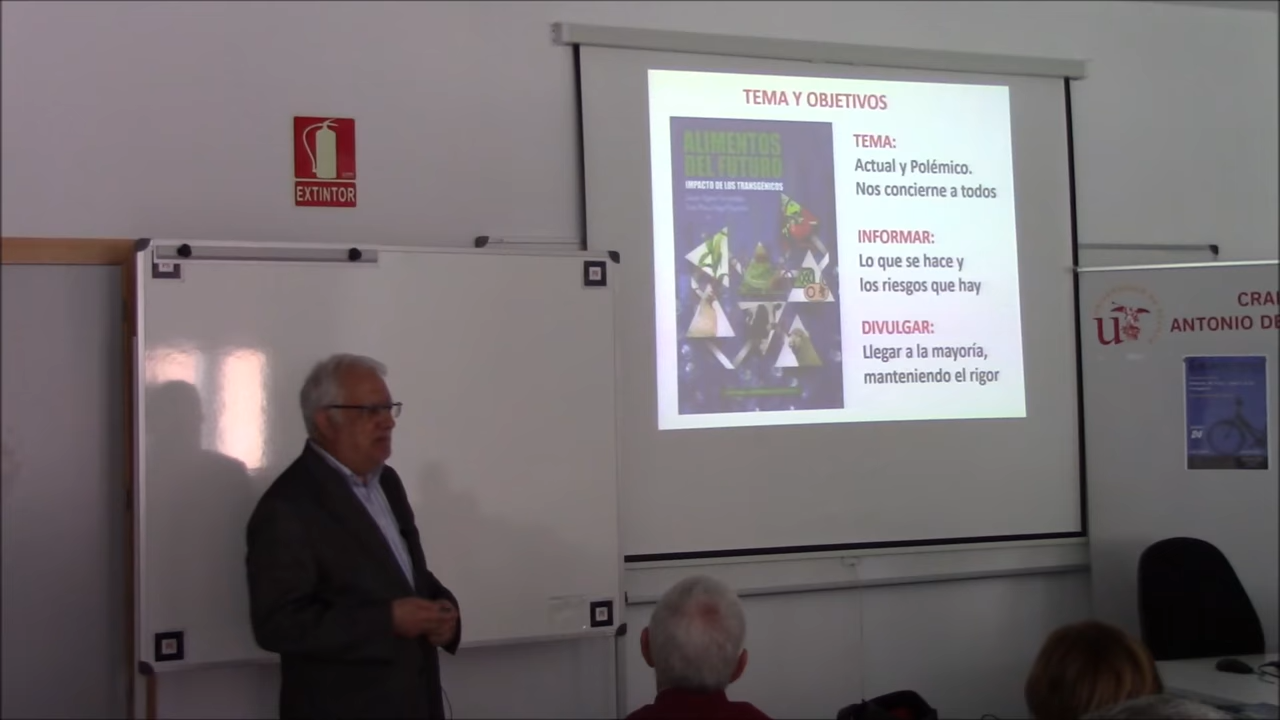 EXTINTOR
TEMA Y OBJETIVOS
ALIMENTOS
DEL FUTURO
IMPACTO DE LOS TRANSGÉNICOS
TEMA:
Actual y Polémico.
Nos concierne a todos
INFORMAR:
Lo que se hace y
los riesgos que hay
DIVULGAR:
Llegar a la mayoría,
manteniendo el rigor
CRAI
ANTONIO DE